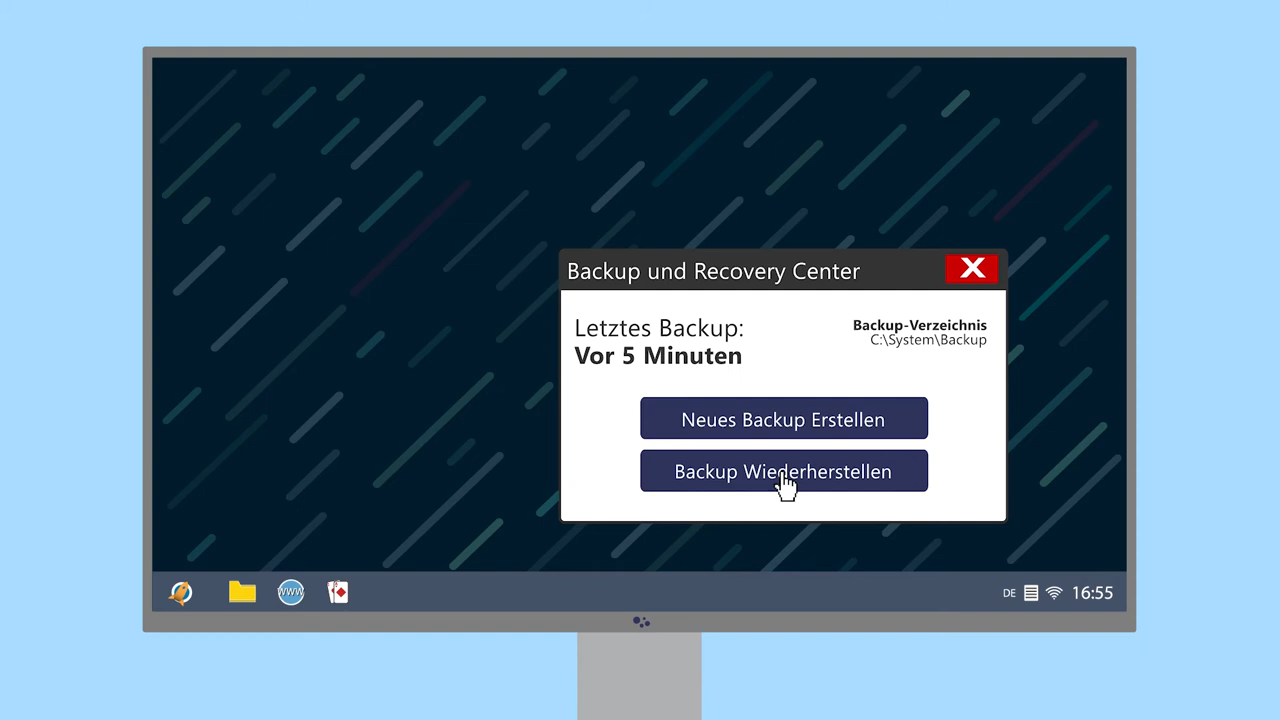 Backup und Recovery Center
X
Letztes Backup:
Vor 5 Minuten
Backup-Verzeichnis
C:\System\Backup
Neues Backup Erstellen
Backup Wiederherstellen
WWW
DE
16:55